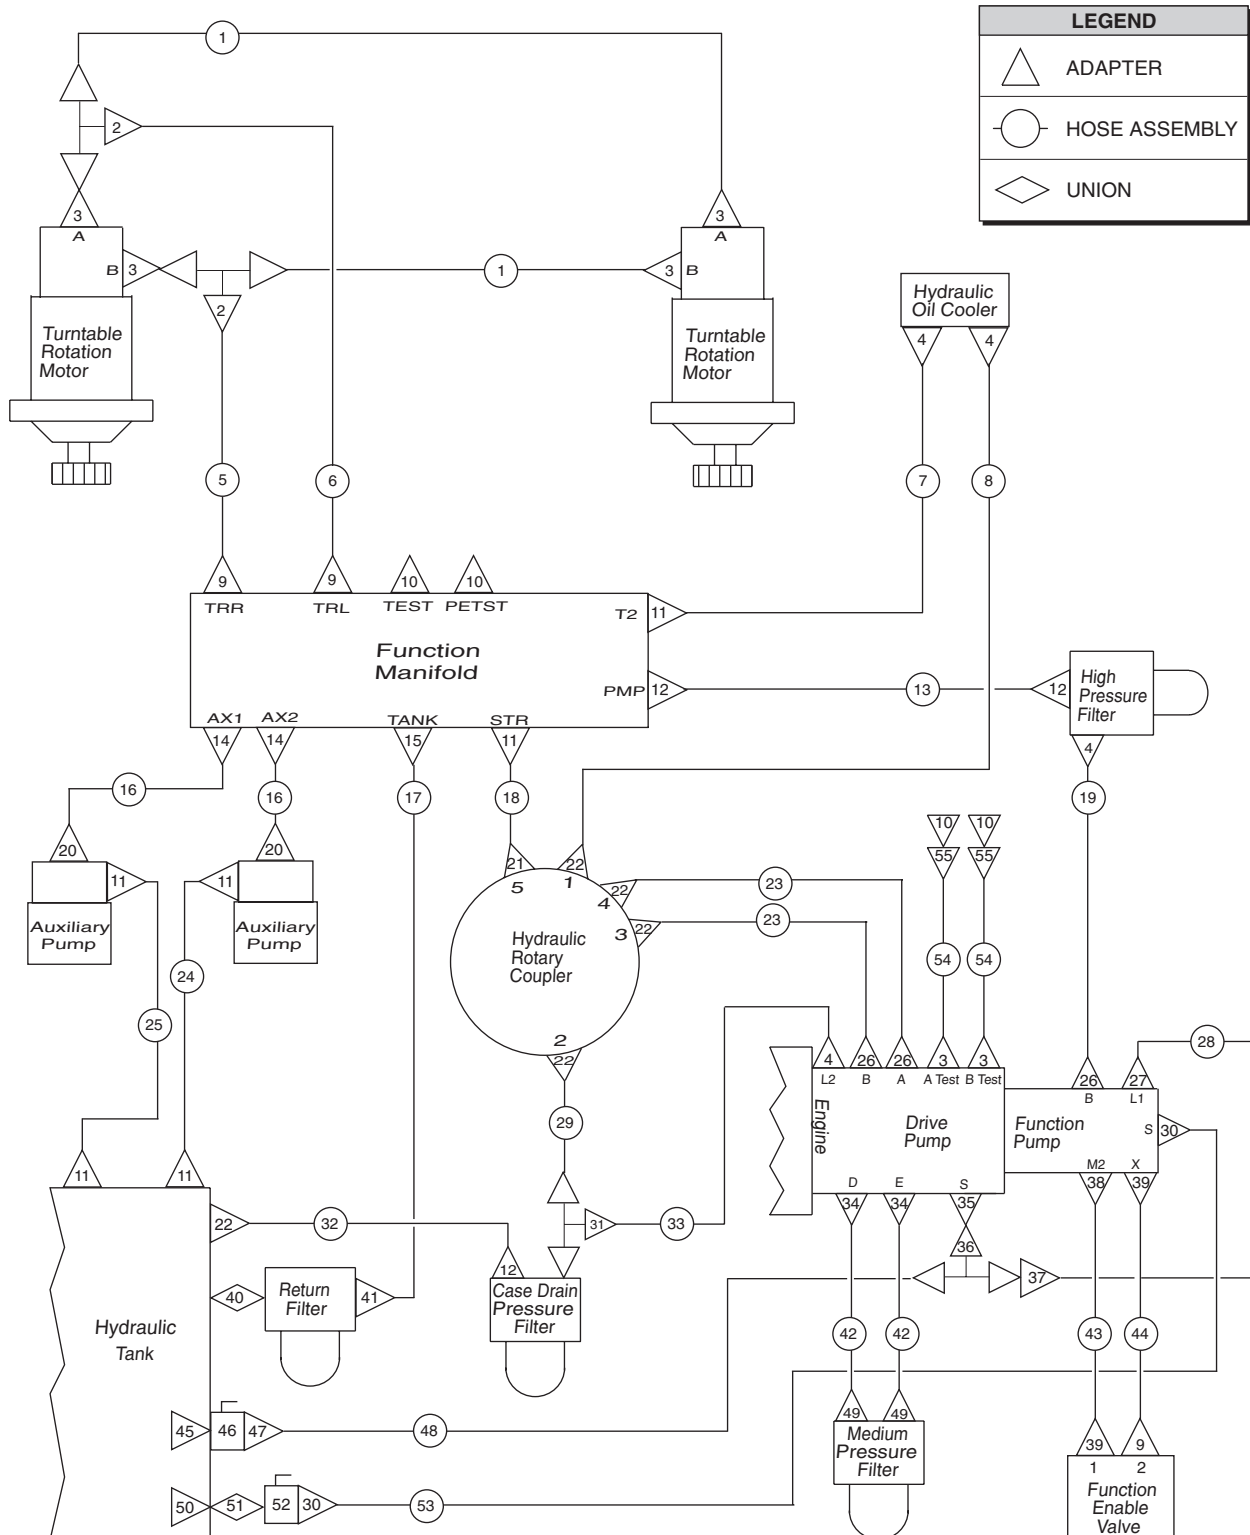 LEGEND
ADAPTER
HOSE ASSEMBLY
UNION
1
2
3
A
B 3
2
1
3
A
3 B
Turntable
Rotation
Motor
Turntable
Rotation
Motor
Hydraulic
Oil Cooler
4 4
5 6 7 8
9 9 10 10
TRR TRL TEST PETST
T2 11
Function
Manifold
PMP 12
13
12
High
Pressure
Filter
4
AX1 AX2 TANK STR
14 14 15 11
16 16 17 18 19
20 20
11 11
Auxiliary
Pump
Auxiliary
Pump
21 22
5 1
22
4
22
3
23
23
Hydraulic
Rotary
Coupler
2
22
10 10
55 55
54 54
24
25
29
4 26 26 3 3
L2 B A A Test B Test
26 27
B L1
28
Engine
Drive
Pump
Function
Pump
S 30
D E S
34 34 35
36
37
M2 X
38 39
11 11
22
32
31
33
12
Case Drain
Pressure
Filter
40
Return
Filter
41
Hydraulic
Tank
42 42 43 44
45 46 47
48
49 49
Medium
Pressure
Filter
39 9
1 2
Function
Enable
Valve
50 51 52 30
53